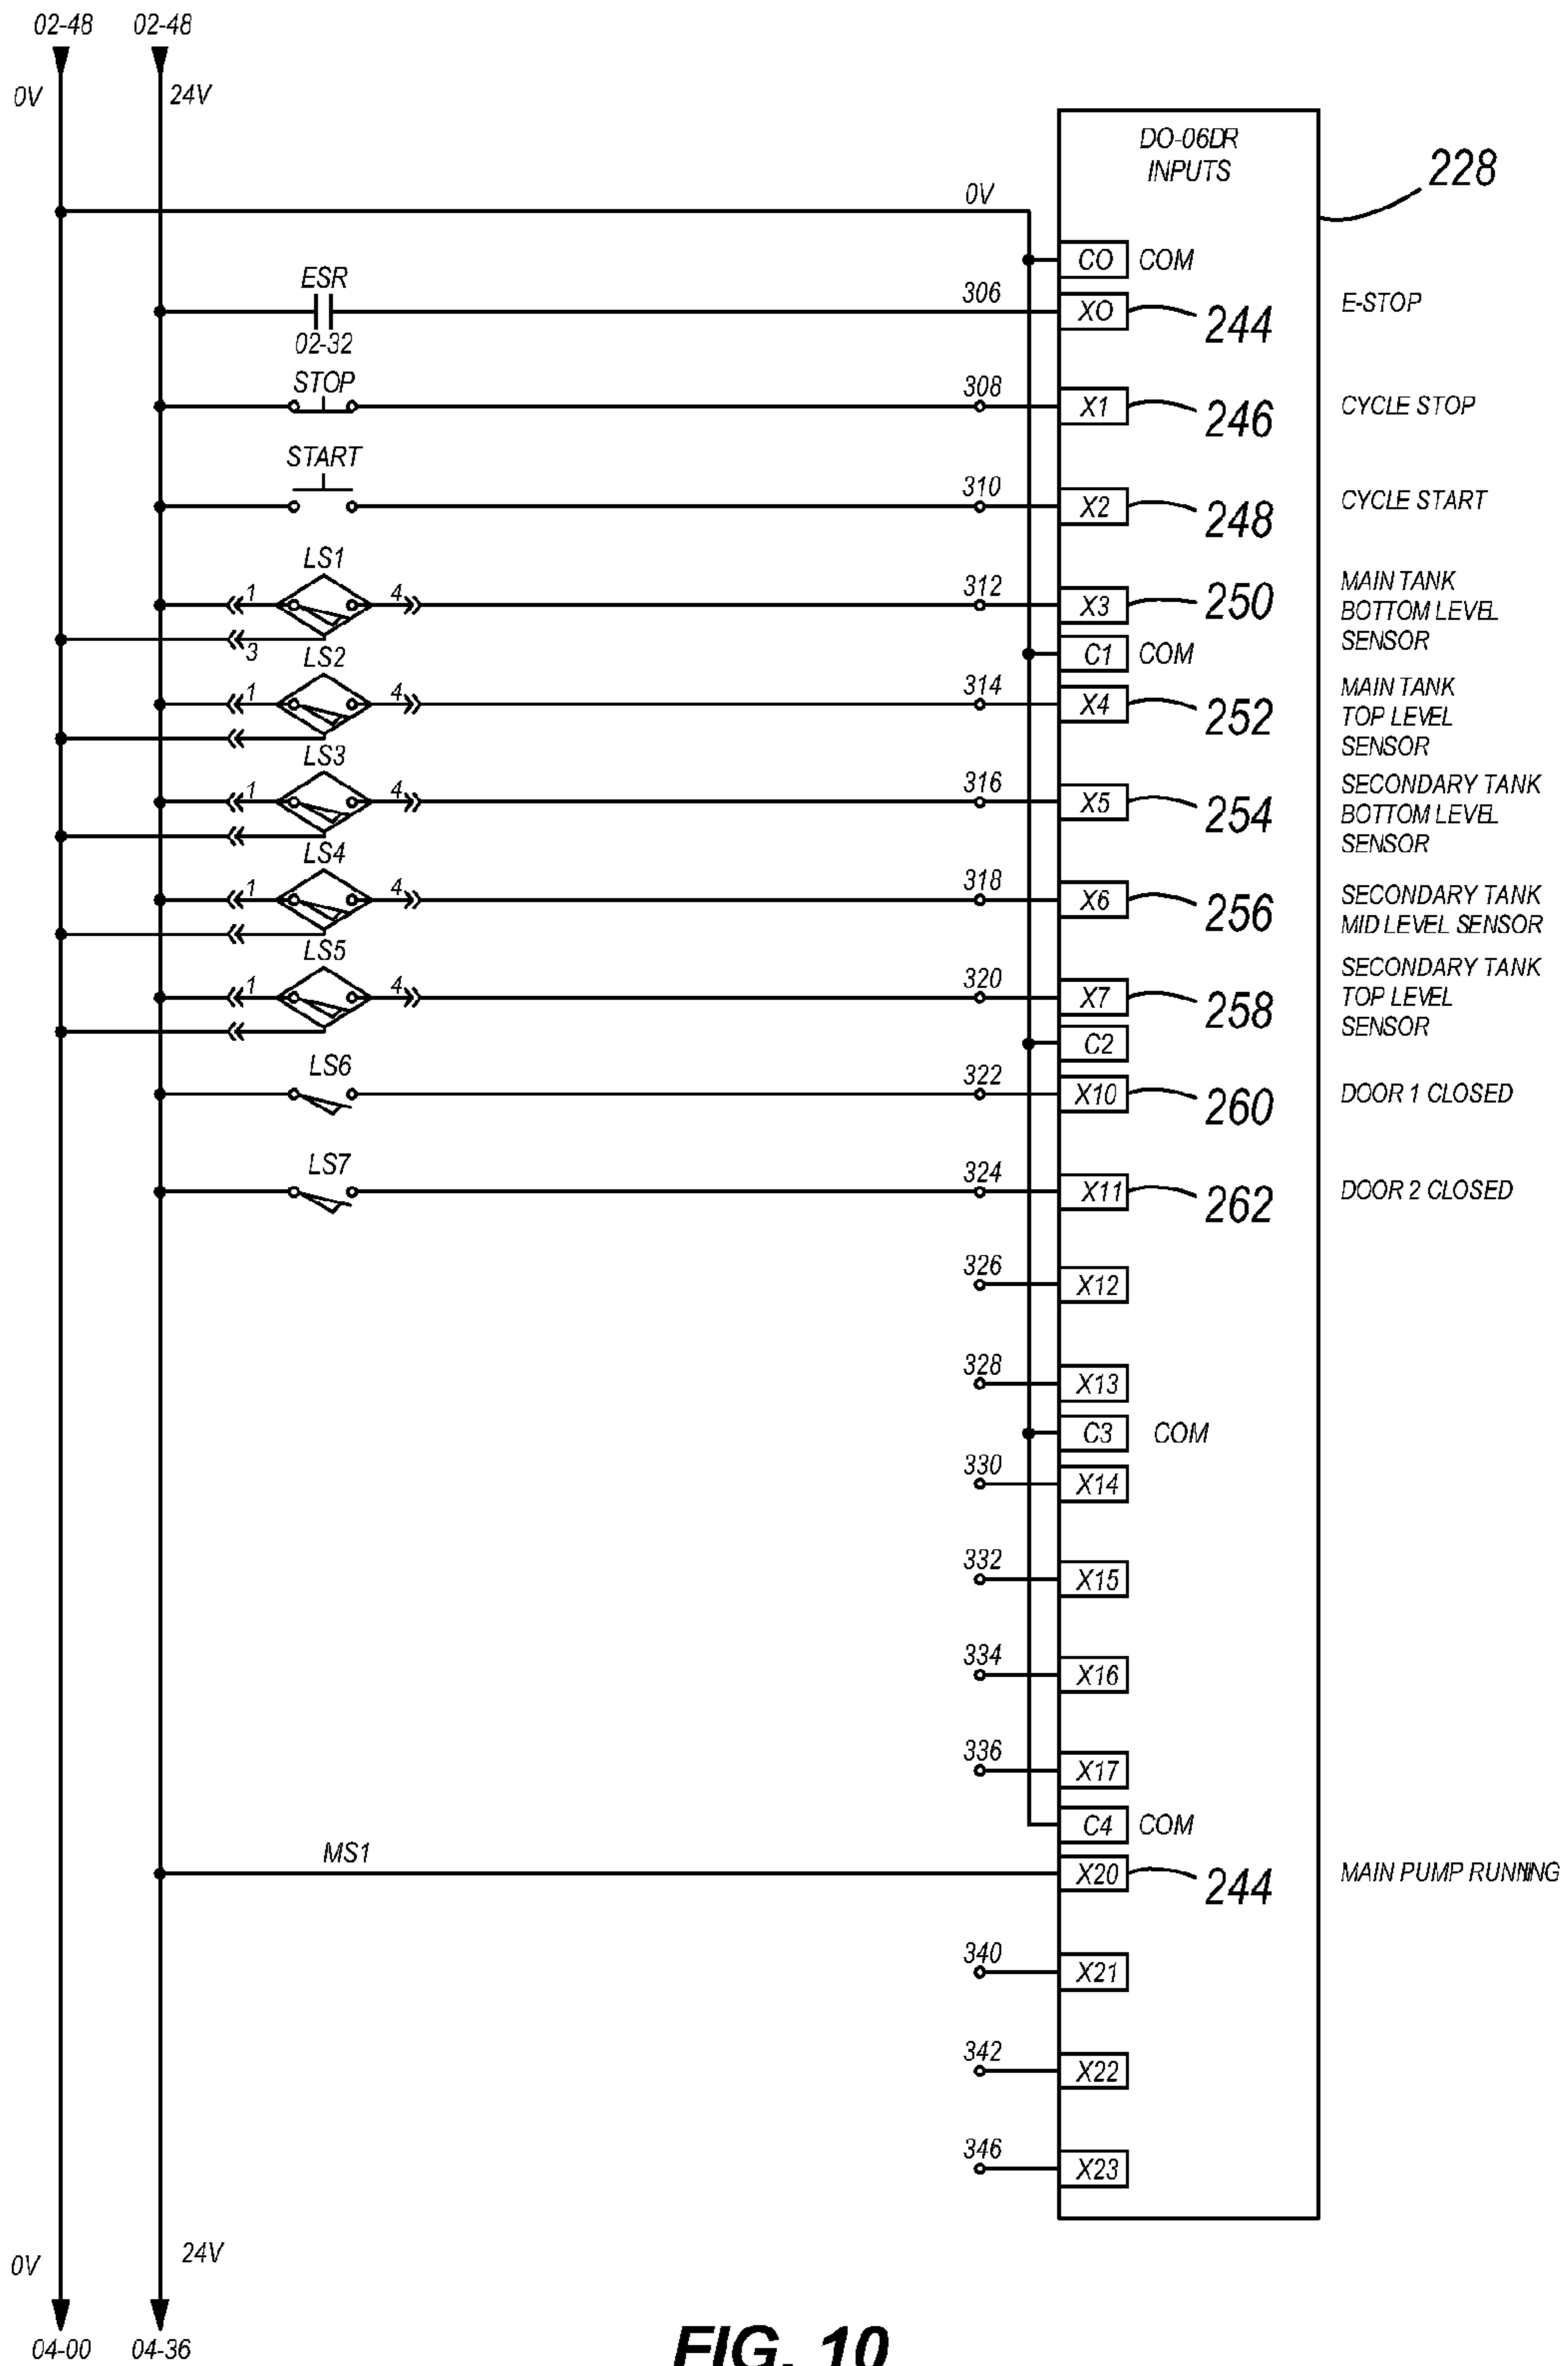 02-48 02-48
0V 24V
DO-06DR
INPUTS
228
0V
CO COM
ESR
306
XO
244
E-STOP
02-32
STOP
308
X1
246
CYCLE STOP
START
310
X2
248
CYCLE START
LS1
1 4
312
X3
250
MAIN TANK
BOTTOM LEVEL
SENSOR
3
C1 COM
LS2
1 4
314
X4
252
MAIN TANK
TOP LEVEL
SENSOR
LS3
1 4
316
X5
254
SECONDARY TANK
BOTTOM LEVEL
SENSOR
LS4
1 4
318
X6
256
SECONDARY TANK
MID LEVEL SENSOR
LS5
1 4
320
X7
258
SECONDARY TANK
TOP LEVEL
SENSOR
C2
LS6
322
X10
260
DOOR 1 CLOSED
LS7
324
X11
262
DOOR 2 CLOSED
326
X12
328
X13
C3 COM
330
X14
332
X15
334
X16
336
X17
C4 COM
MS1
X20
244
MAIN PUMP RUNNING
340
X21
342
X22
346
X23
0V 24V
04-00 04-36
FIG. 10